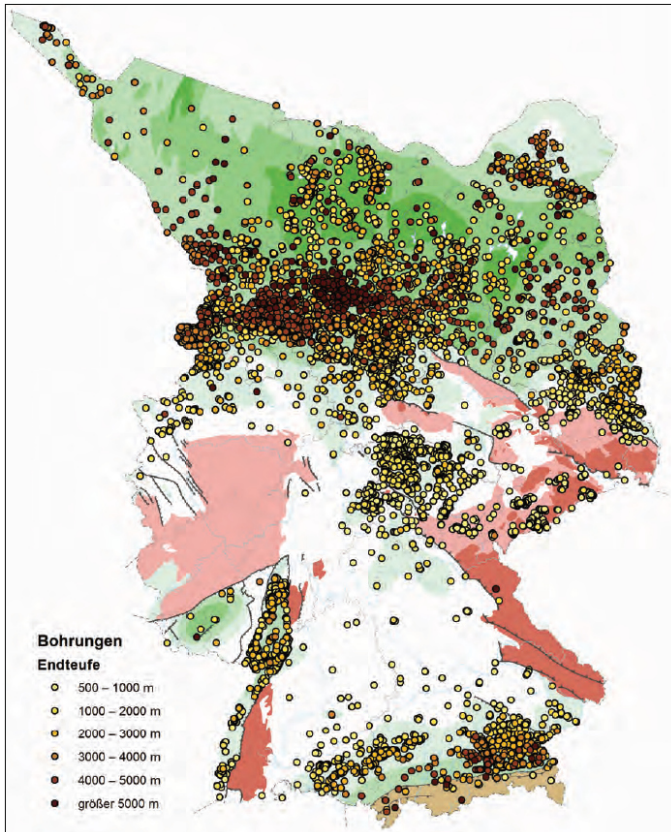 Bohrungen
Endteufe
500 – 1000 m
1000 – 2000 m
2000 – 3000 m
3000 – 4000 m
4000 – 5000 m
größer 5000 m